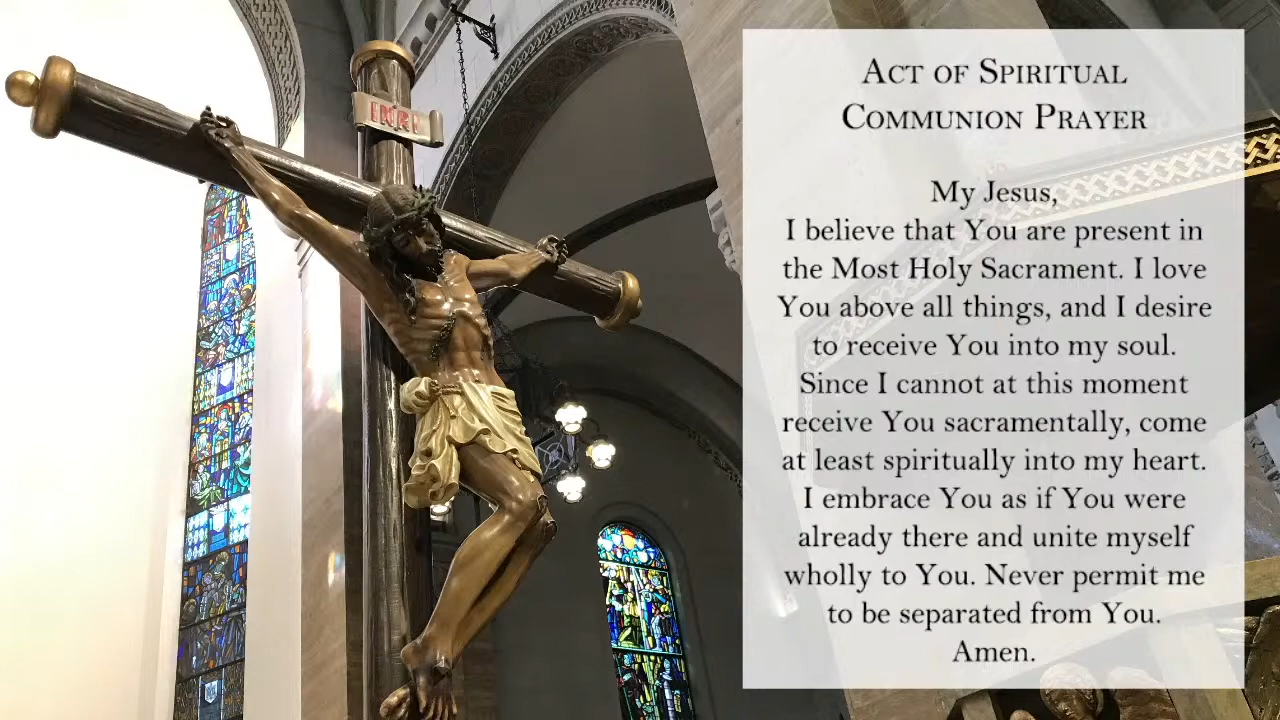 INRI
Act of Spiritual
Communion Prayer
My Jesus,
I believe that You are present in
the Most Holy Sacrament. I love
You above all things, and I desire
to receive You into my soul.
Since I cannot at this moment
receive You sacramentally, come
at least spiritually into my heart.
I embrace You as if You were
already there and unite myself
wholly to You. Never permit me
to be separated from You.
Amen.